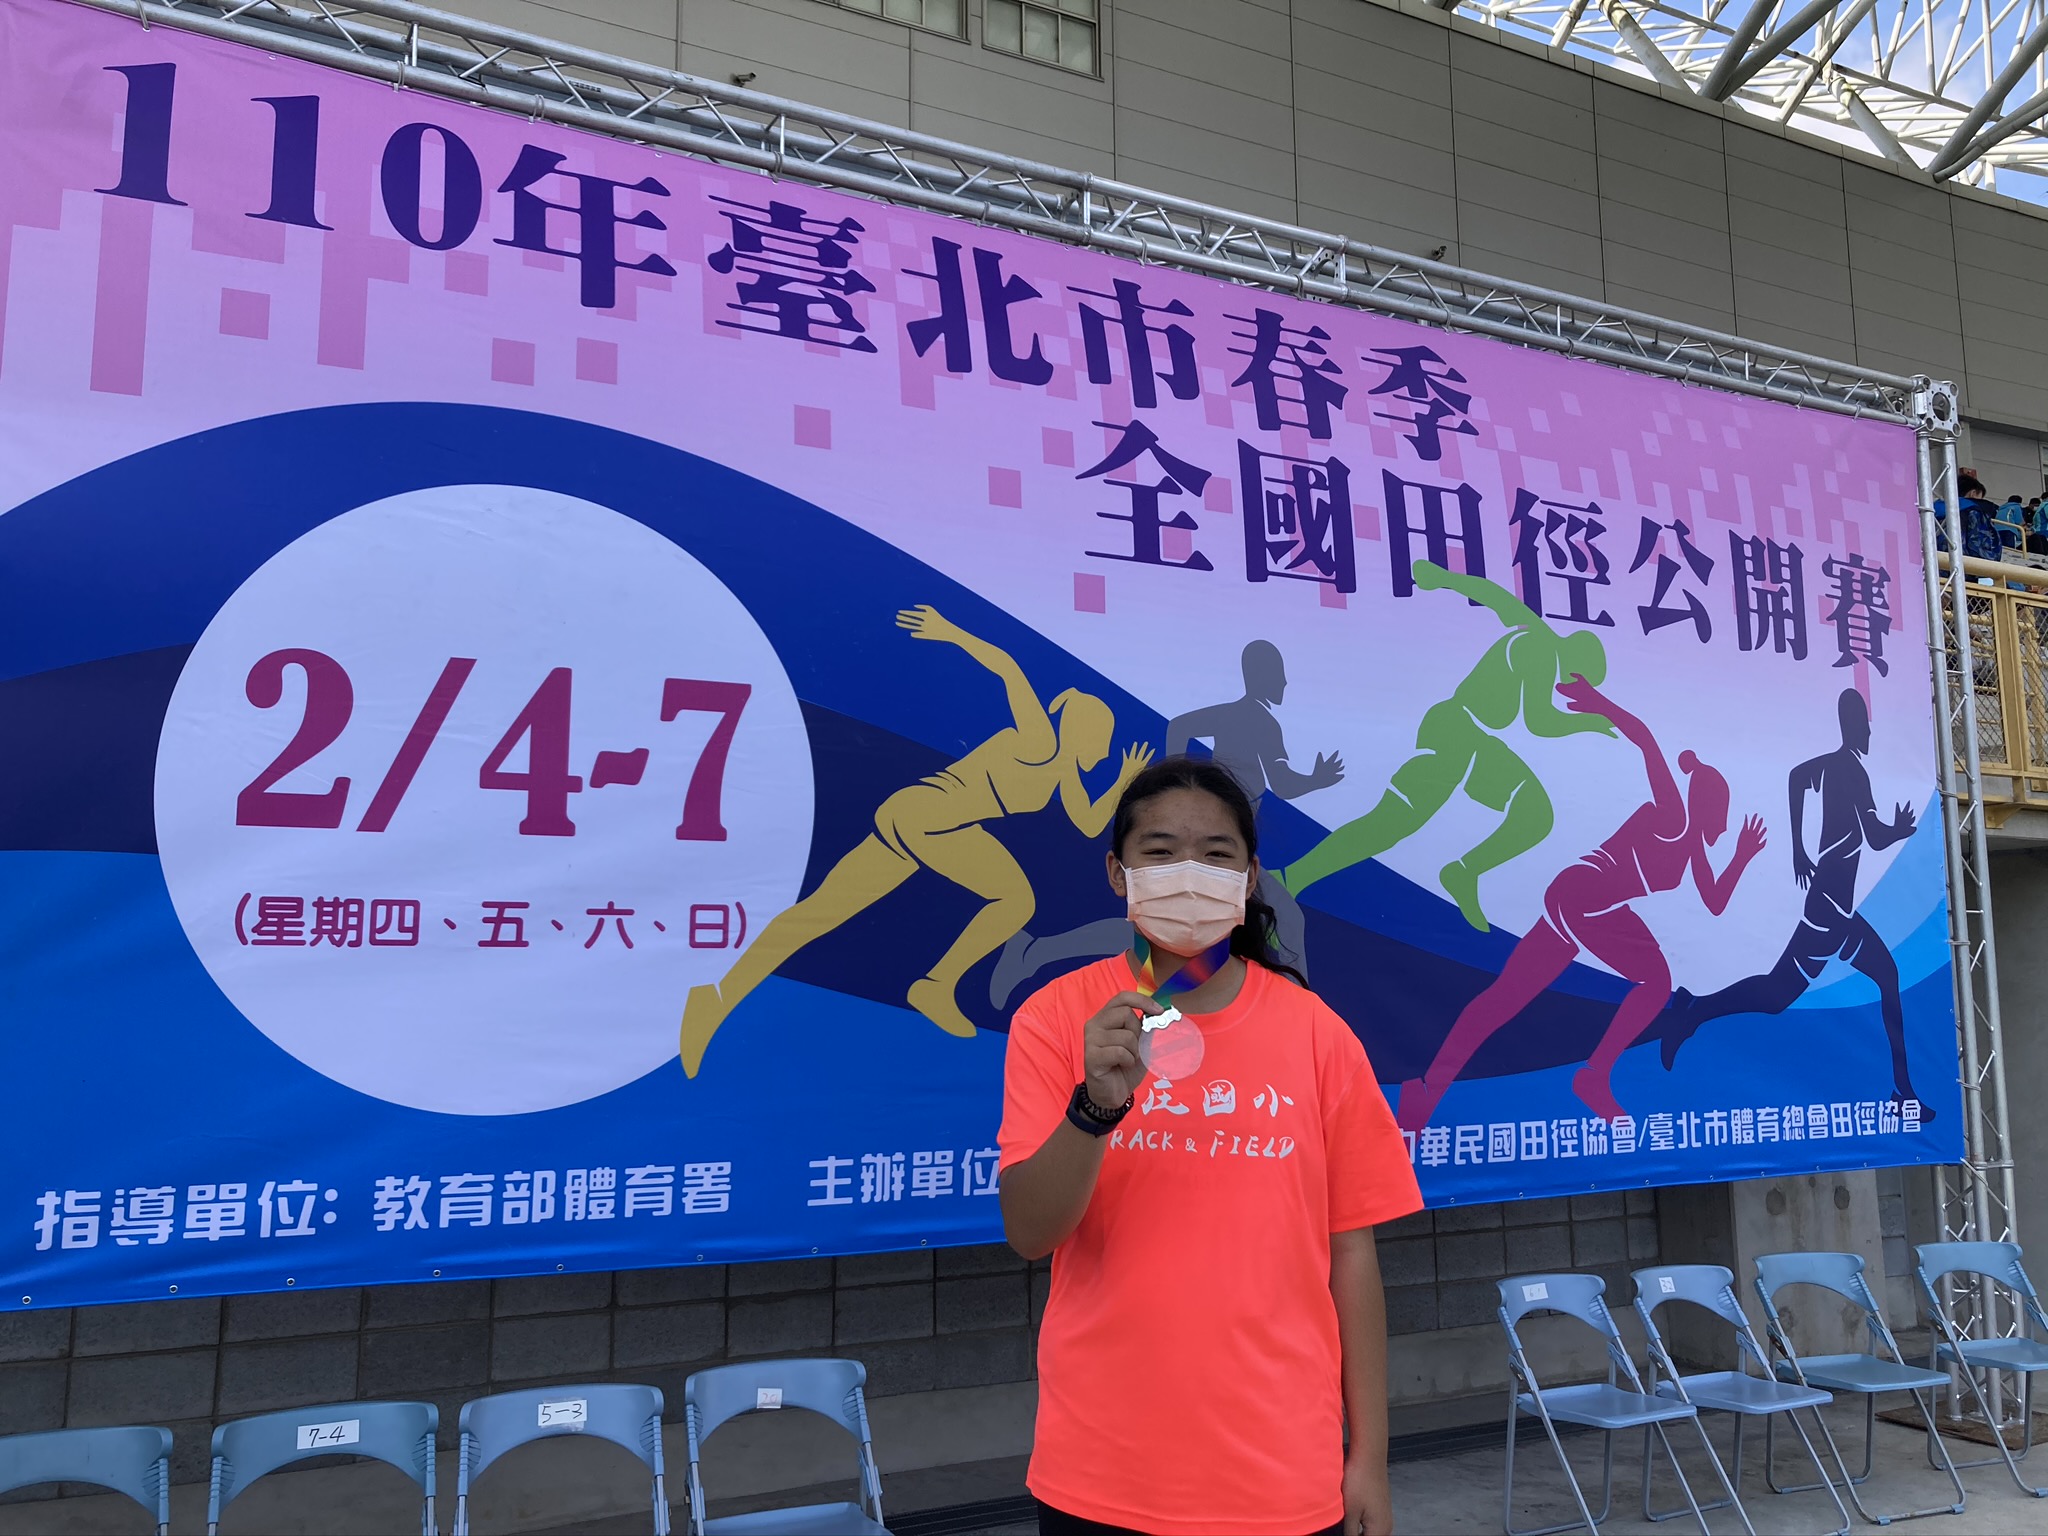 110年臺北市春季
全國田徑公開賽
2/4-7
(星期四、五、六、日)
指導單位：教育部體育署 主辦單位
中華民國田徑協會/臺北市體育總會田徑協會
庄國小
RACK & FIELD
7-4
5-3